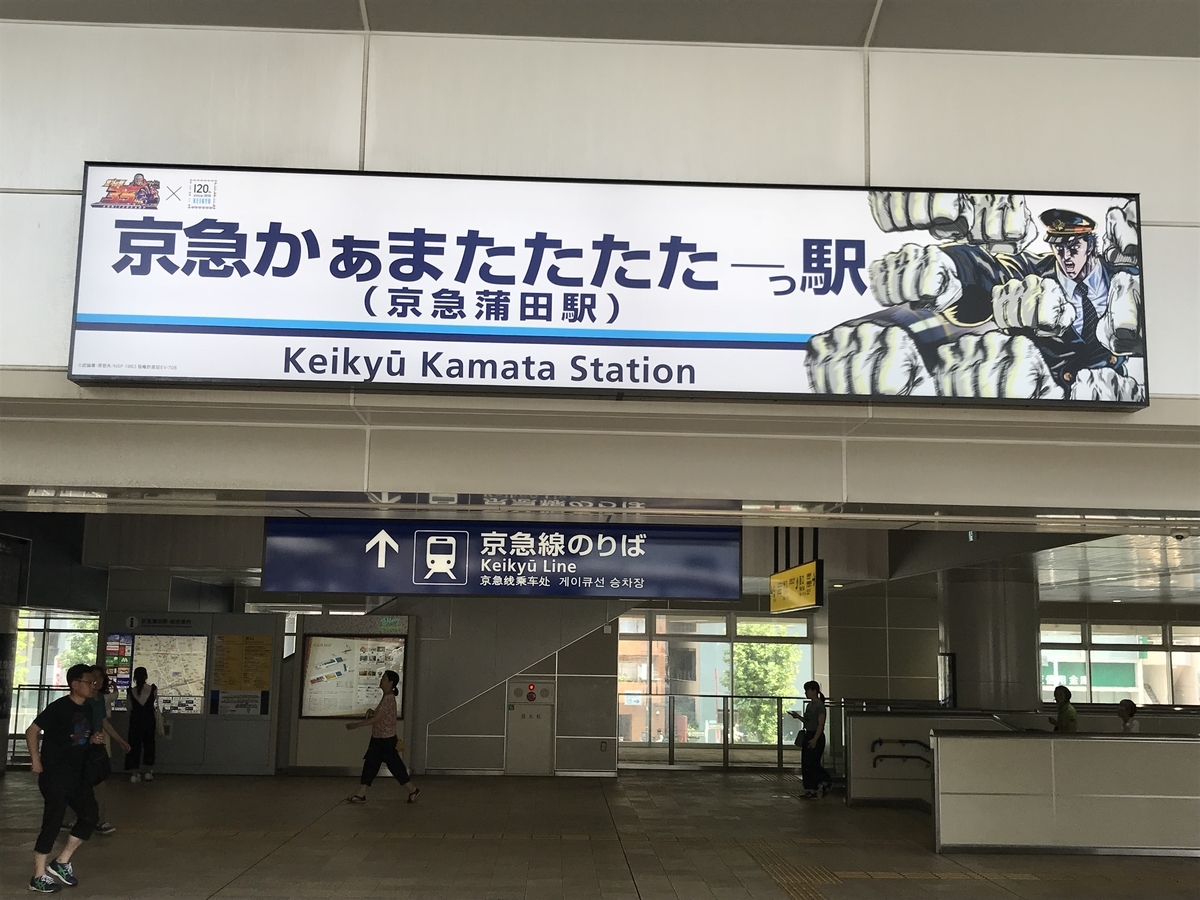 120
京急かぁまたたたた―っ駅
(京急蒲田駅)
Keikyū Kamata Station
京急線のりば
Keikyū Line
京急线乘车处 게이큐선 승차장